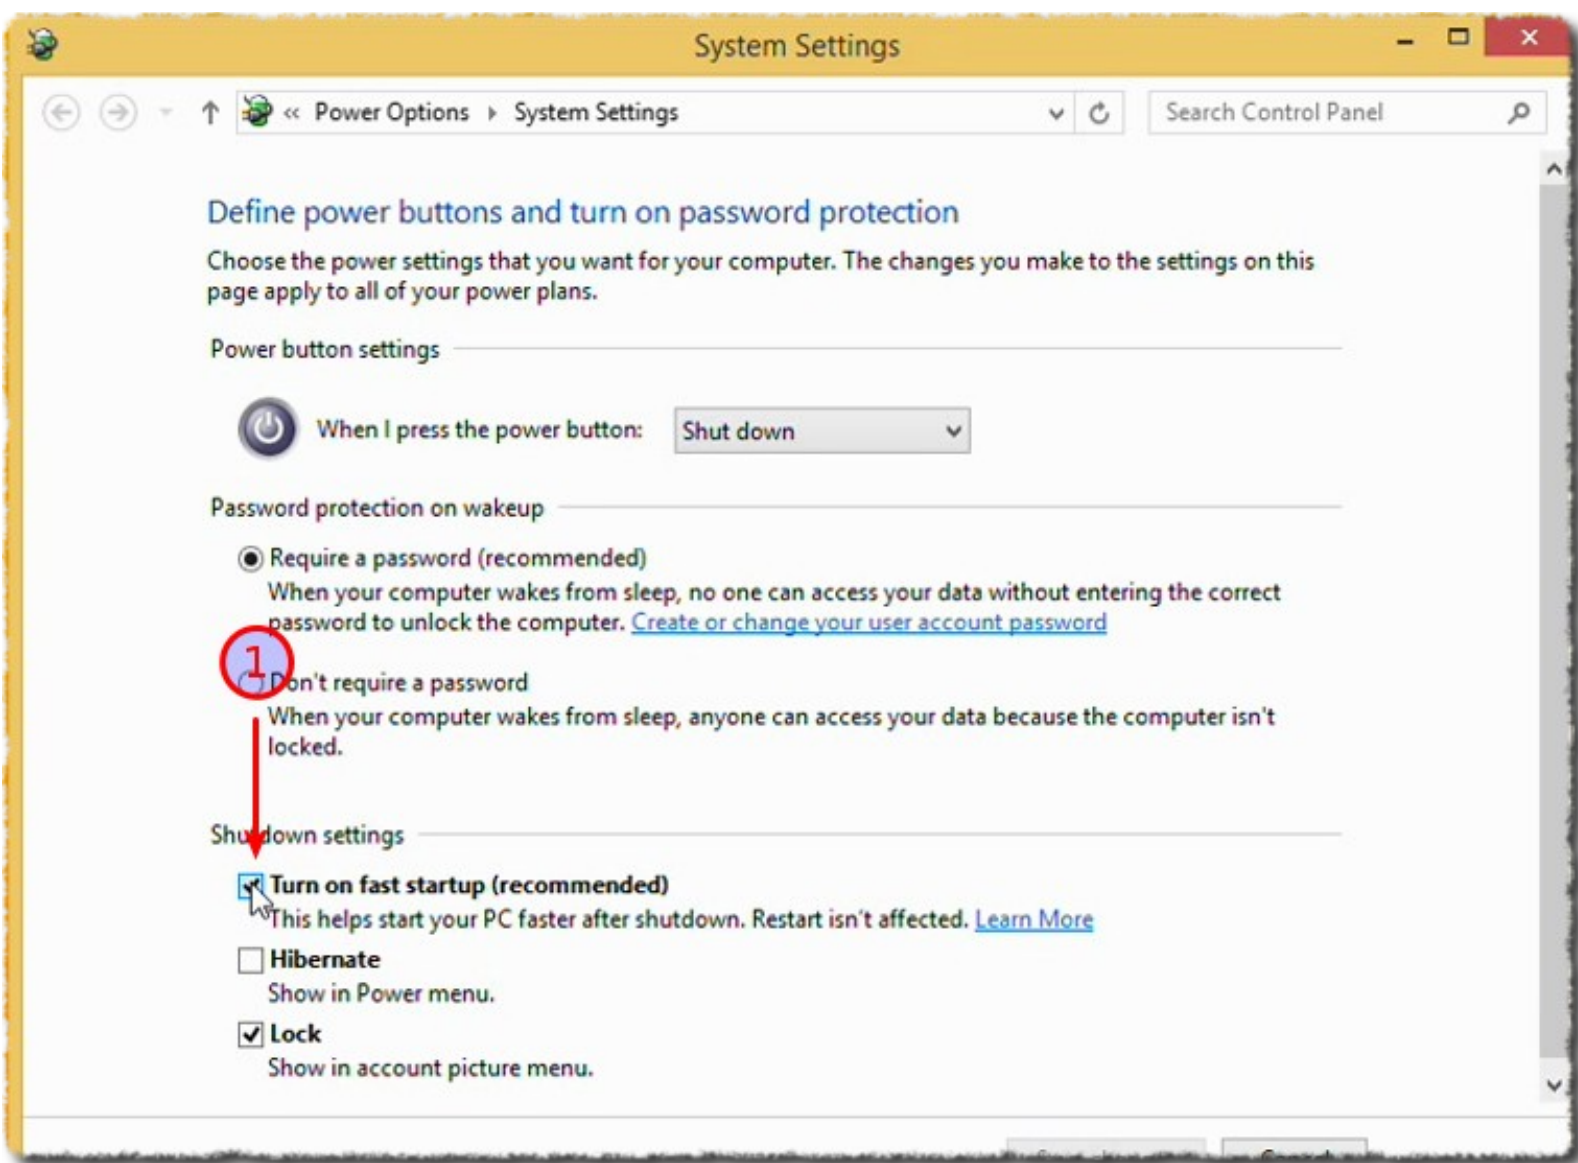 System Settings
« Power Options System Settings
Search Control Panel
Define power buttons and turn on password protection
Choose the power settings that you want for your computer. The changes you make to the settings on this
page apply to all of your power plans.
Power button settings
When I press the power button:
Shut down
Password protection on wakeup
Require a password (recommended)
When your computer wakes from sleep, no one can access your data without entering the correct
password to unlock the computer. Create or change your user account password
1
Don't require a password
When your computer wakes from sleep, anyone can access your data because the computer isn't
locked.
Shutdown settings
Turn on fast startup (recommended)
This helps start your PC faster after shutdown. Restart isn't affected. Learn More
Hibernate
Show in Power menu.
Lock
Show in account picture menu.